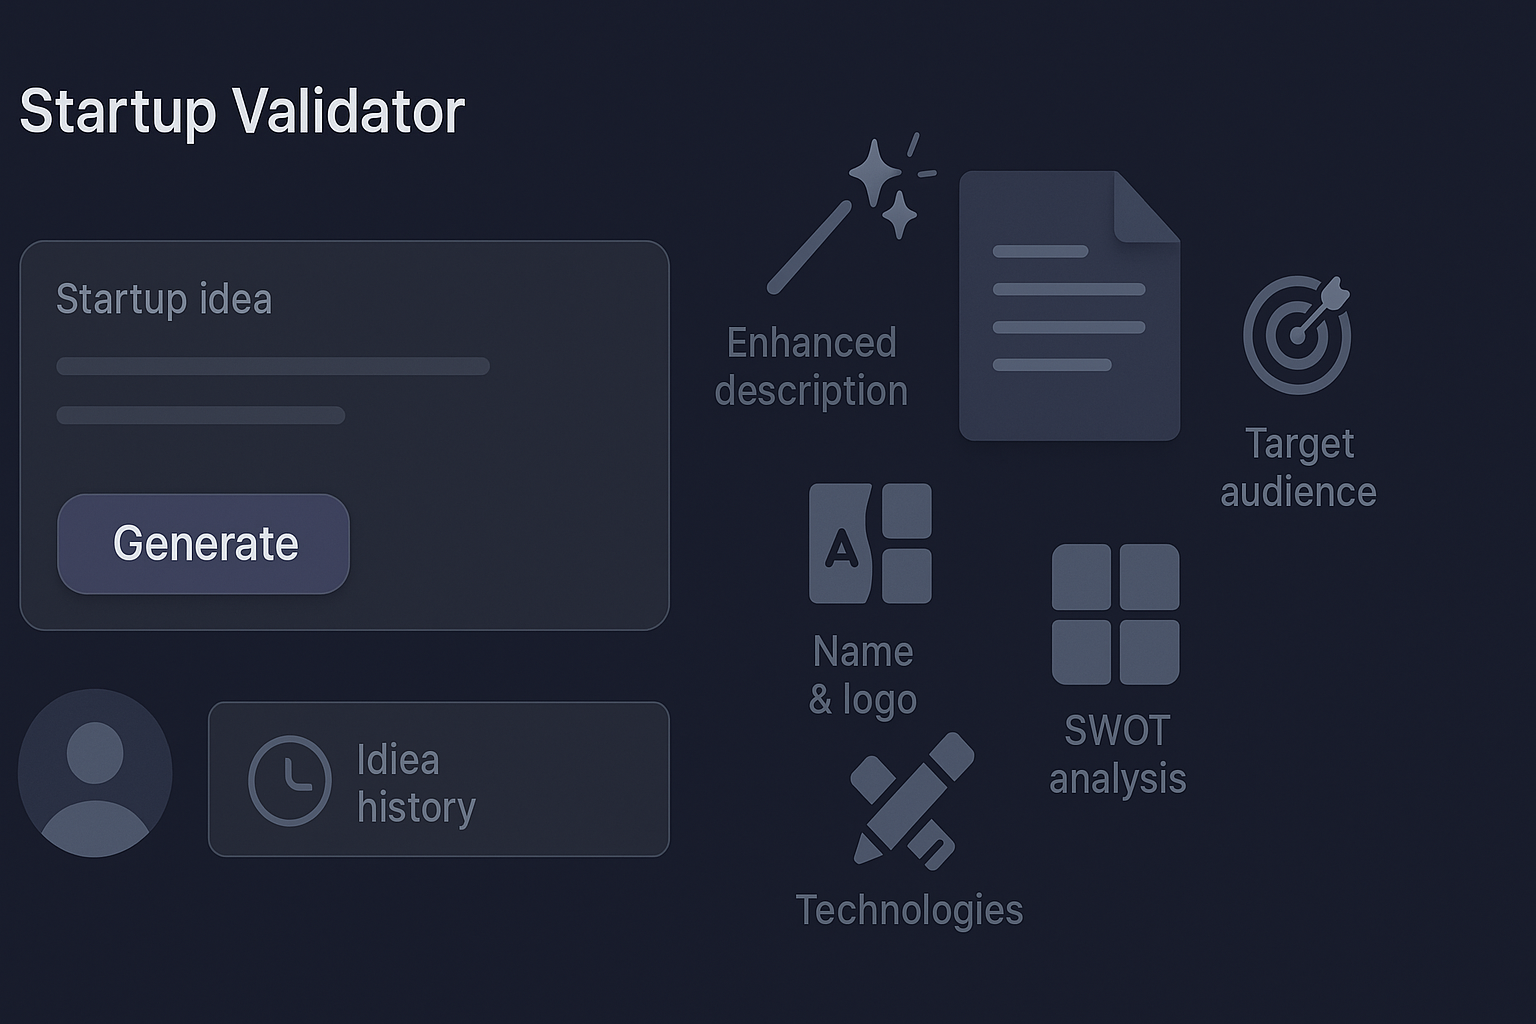 Startup Validator
Startup idea
Generate
Idiea
history
Enhanced
description
Target
audience
A
Name
& logo
SWOT
analysis
Technologies